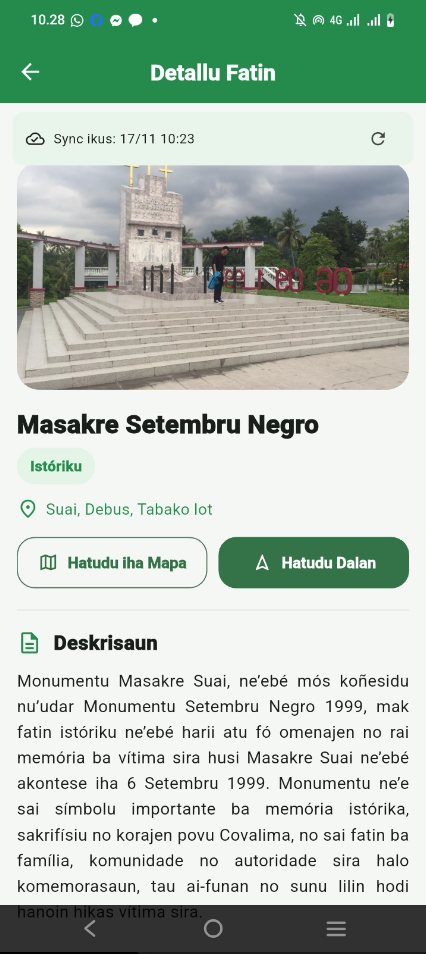 10.28
4G
Detallu Fatin
Sync ikus: 17/11 10:23
Masakre Setembru Negro
Istóriku
Suai, Debus, Tabako lot
Hatudu iha Mapa
Hatudu Dalan
Deskrisaun
Monumentu Masakre Suai, ne'ebé mós koñesidu
nu'udar Monumentu Setembru Negro 1999, mak
fatin istóriku ne'ebé harii atu fó omenajen no rai
memória ba vítima sira husi Masakre Suai ne'ebé
akontese iha 6 Setembru 1999. Monumentu ne'e
sai símbolu importante ba memória istórika,
sakrifísiu no korajen povu Covalima, no sai fatin ba
família, komunidade no autoridade sira halo
komemorasaun, tau ai-funan no sunu lilin hodi
hanoin hikas vítima sira.